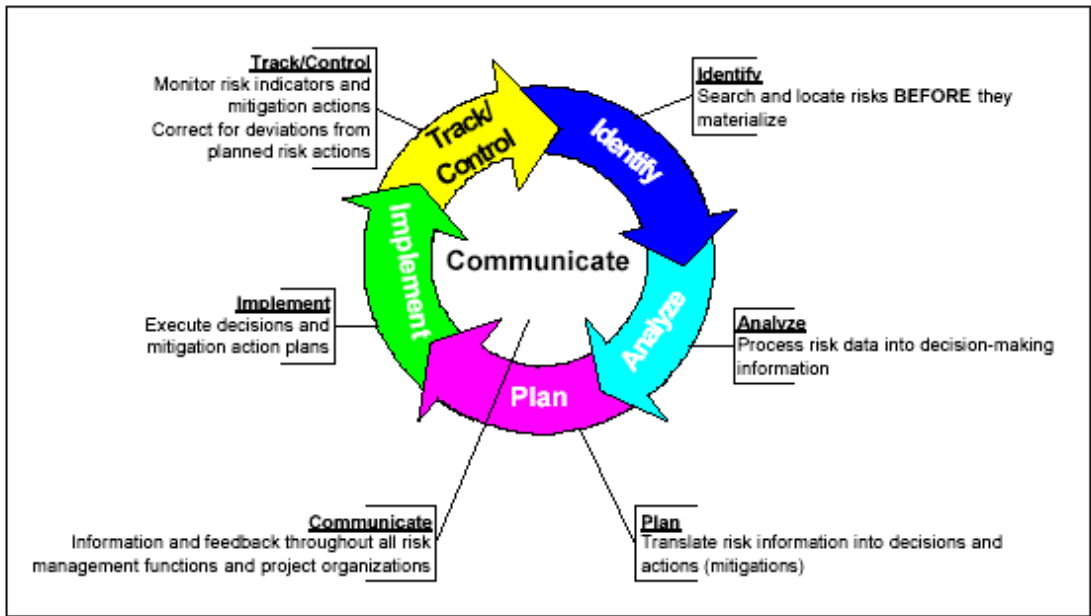 Track/Control
Monitor risk indicators and
mitigation actions
Correct for deviations from
planned risk actions
Identify
Search and locate risks BEFORE they
materialize
Track/
Control
Identify
Implement
Communicate
Analyze
Plan
Implement
Execute decisions and
mitigation action plans
Analyze
Process risk data into decision-making
information
Communicate
Information and feedback throughout all risk
management functions and project organizations
Plan
Translate risk information into decisions and
actions (mitigations)